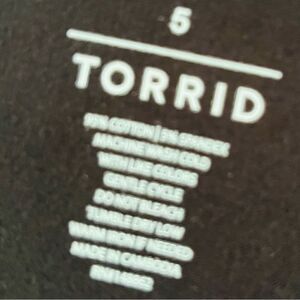 5
TORRID
COTTON | 5% SPANDEX
MACHINE WASH COLD
WITH LIKE COLORS
GENTLE CYCLE
DO NOT BLEACH
TUMBLE DRY LOW
WARM IRON IF NEEDED
MADE IN CAMBODIA